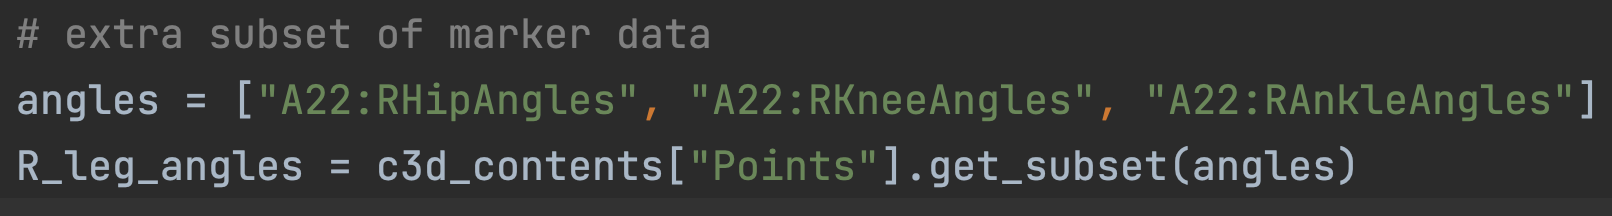 # extra subset of marker data
angles = ["A22:RHipAngles", "A22:RKneeAngles", "A22:RAnkleAngles"]
R_leg_angles = c3d_contents["Points"].get_subset(angles)